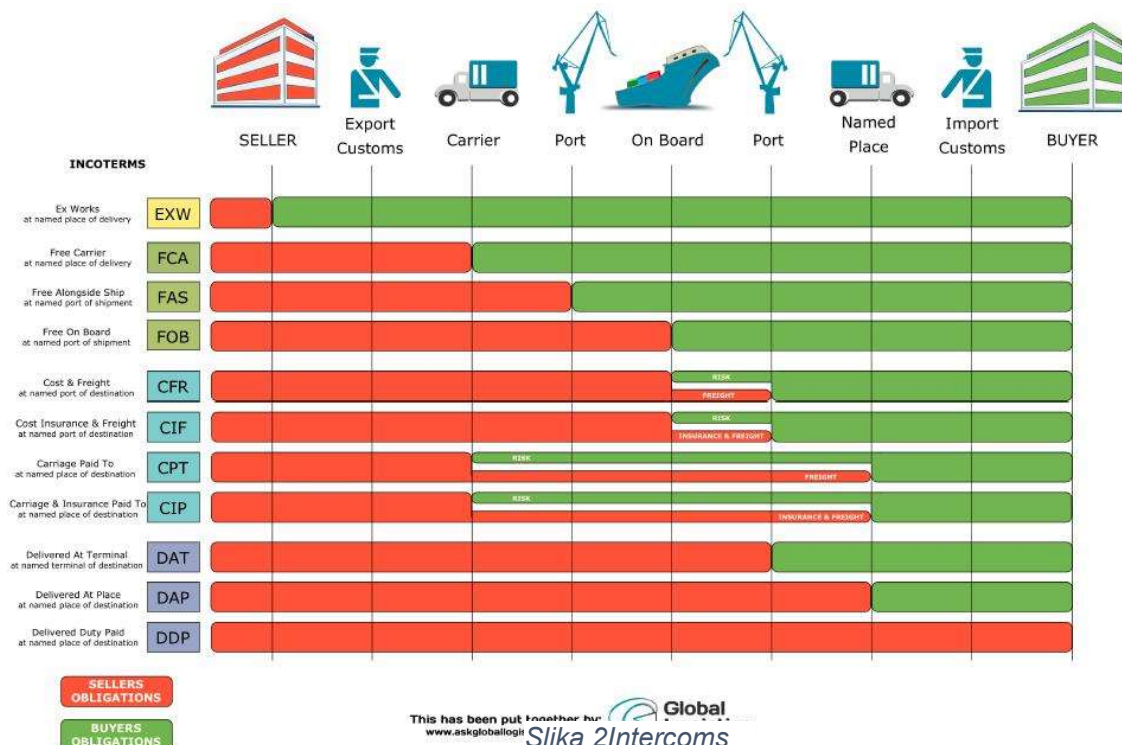 SELLER
Export
Customs
Carrier
Port
On Board
Port
Named
Place
Import
Customs
BUYER
INCOTERMS
Ex Works
at named place of delivery
EXW
Free Carrier
at named place of delivery
FCA
Free Alongside Ship
at named port of shipment
FAS
Free On Board
at named port of shipment
FOB
Cost & Freight
at named port of destination
CFR
RISK
FREIGHT
Cost Insurance & Freight
at named port of destination
CIF
RISK
INSURANCE & FREIGHT
Carriage Paid To
at named place of destination
CPT
RISK
FREIGHT
Carriage & Insurance Paid To
at named place of destination
CIP
RISK
INSURANCE & FREIGHT
Delivered At Terminal
at named terminal of destination
DAT
Delivered At Place
at named place of destination
DAP
Delivered Duty Paid
at named place of destination
DDP
SELLERS
OBLIGATIONS
BUYERS
OBLIGATIONS
This has been put together by:
www.askgloballogis
Global
Slika 2Intercoms